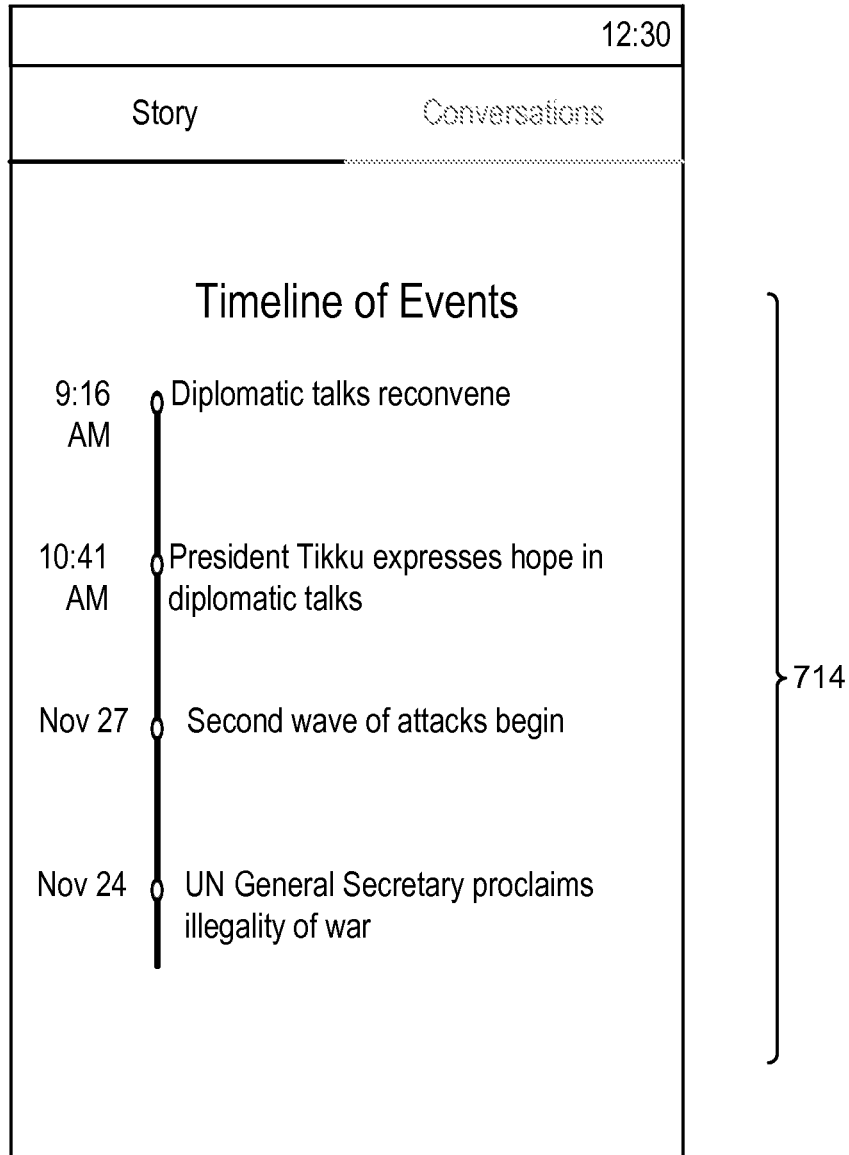 12:30
Story Conversations
Timeline of Events
9:16 Diplomatic talks reconvene
AM
10:41 President Tikku expresses hope in
AM diplomatic talks
714
Nov 27 Second wave of attacks begin
Nov 24 UN General Secretary proclaims
illegality of war